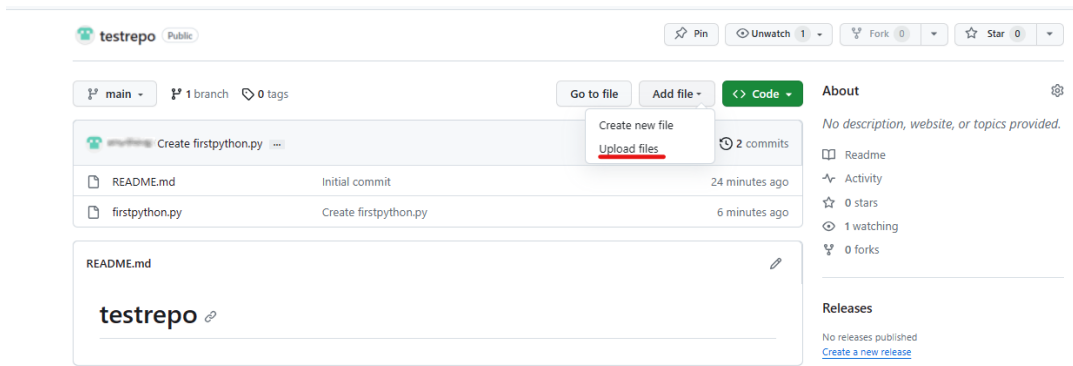 testrepo Public
Pin Unwatch 1 Fork 0 Star 0
main 1 branch 0 tags Go to file Add file <> Code
Create new file
Upload files
Create firstpython.py ... 2 commits
README.md Initial commit 24 minutes ago
firstpython.py Create firstpython.py 6 minutes ago
README.md
testrepo
About
No description, website, or topics provided.
Readme
Activity
0 stars
1 watching
0 forks
Releases
No releases published
Create a new release